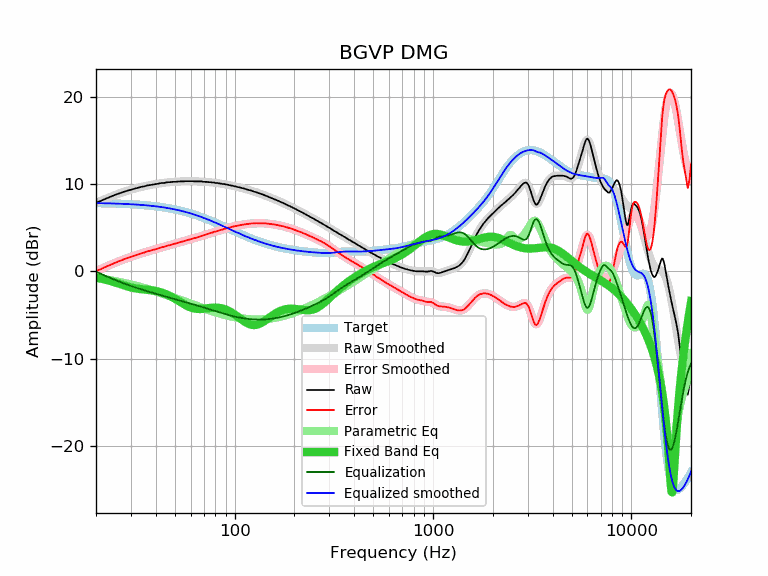 BGVP DMG
Amplitude (dBr)
20
10
0
−10
−20
Target
Raw Smoothed
Error Smoothed
Raw
Error
Parametric Eq
Fixed Band Eq
Equalization
Equalized smoothed
100
1000
10000
Frequency (Hz)